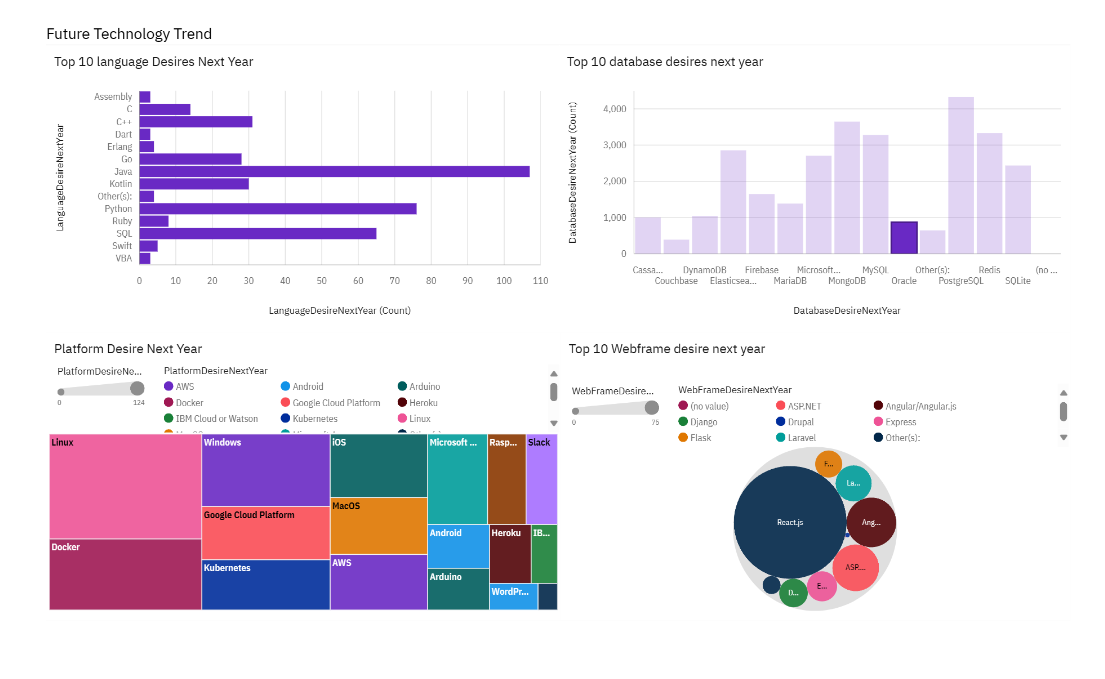 Future Technology Trend
Top 10 language Desires Next Year
LanguageDesireNextYear
Assembly
C
C++
Dart
Erlang
Go
Java
Kotlin
Other(s):
Python
Ruby
SQL
Swift
VBA
0 10 20 30 40 50 60 70 80 90 100 110
LanguageDesireNextYear (Count)
Top 10 database desires next year
DatabaseDesireNextYear (Count)
4,000
3,000
2,000
1,000
0
Cassa... DynamoDB Firebase Microsoft... MySQL Other(s): Redis (no ...
Couchbase Elasticsea... MariaDB MongoDB Oracle PostgreSQL SQLite
DatabaseDesireNextYear
Platform Desire Next Year
PlatformDesireNe...
0 124
PlatformDesireNextYear
AWS Android Arduino
Docker Google Cloud Platform Heroku
IBM Cloud or Watson Kubernetes Linux
Linux Windows iOS Microsoft ... Rasp... Slack
Google Cloud Platform MacOS
Docker Kubernetes AWS Android Heroku IB...
Arduino WordPr...
Top 10 Webframe desire next year
WebFrameDesire...
0 75
WebFrameDesireNextYear
(no value) ASP.NET Angular/Angular.js
Django Drupal Express
Flask Laravel Other(s):
F...
La...
React.js Ang...
ASP....
E...
D...